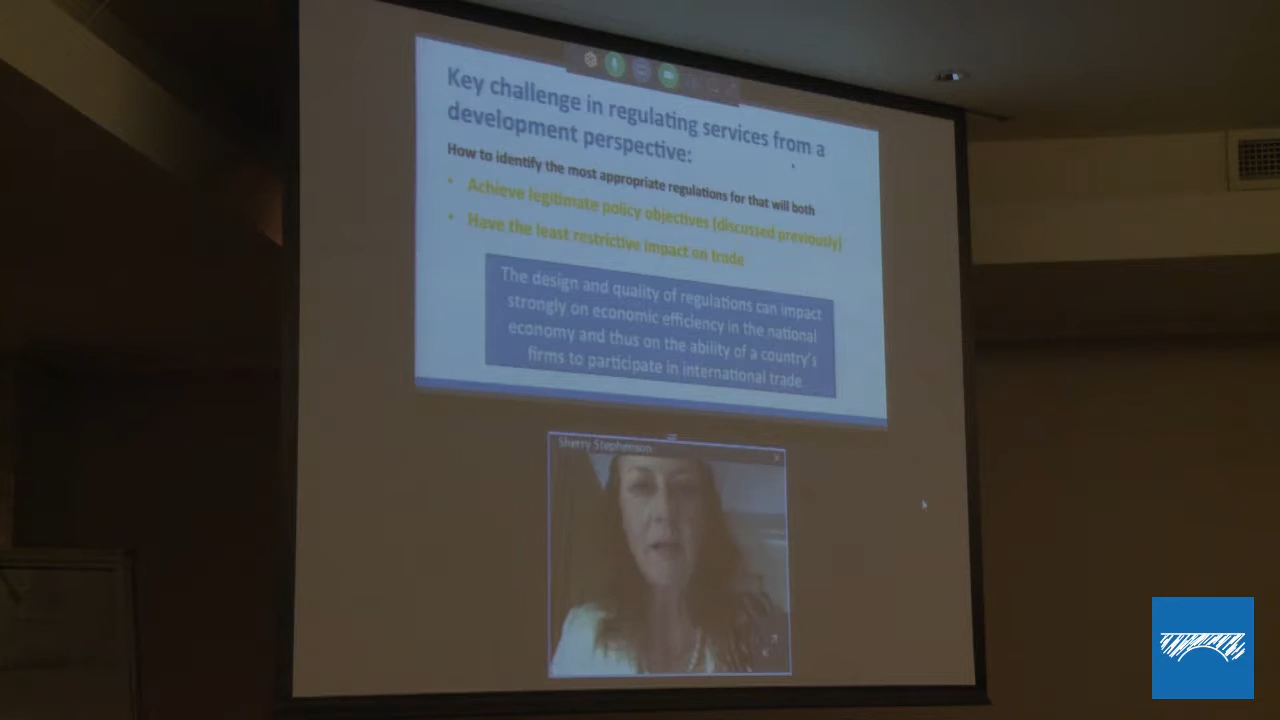 Key challenge in regulating services from a
development perspective:
How to identify the most appropriate regulations for that will both
• Achieve legitimate policy objectives (discussed previously)
• Have the least restrictive impact on trade
The design and quality of regulations can impact
strongly on economic efficiency in the national
economy and thus on the ability of a country's
firms to participate in international trade
Sherry Stephenson